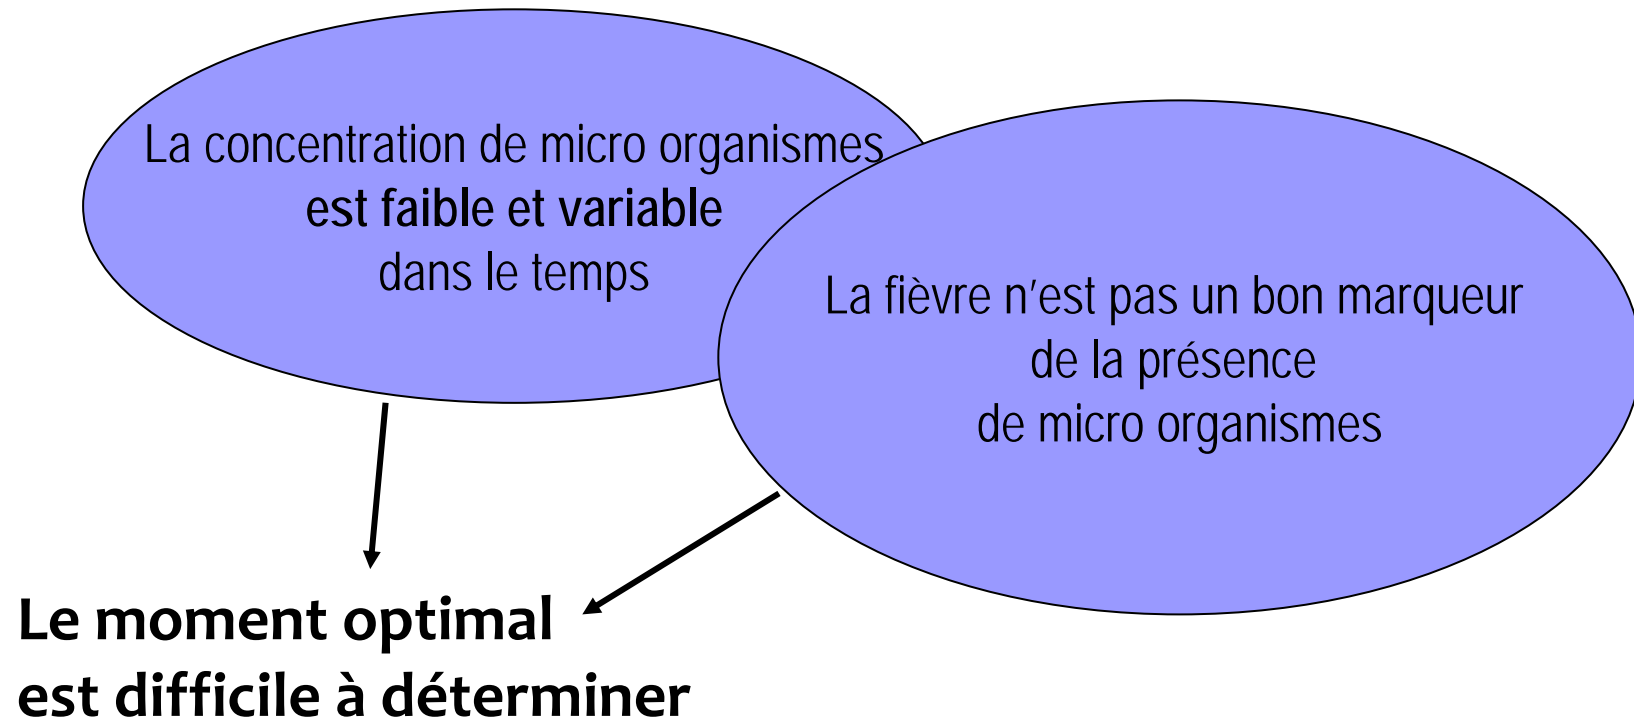 La concentration de micro organismes
est faible et variable
dans le temps
La fièvre n'est pas un bon marqueur
de la présence
de micro organismes
Le moment optimal
est difficile à déterminer